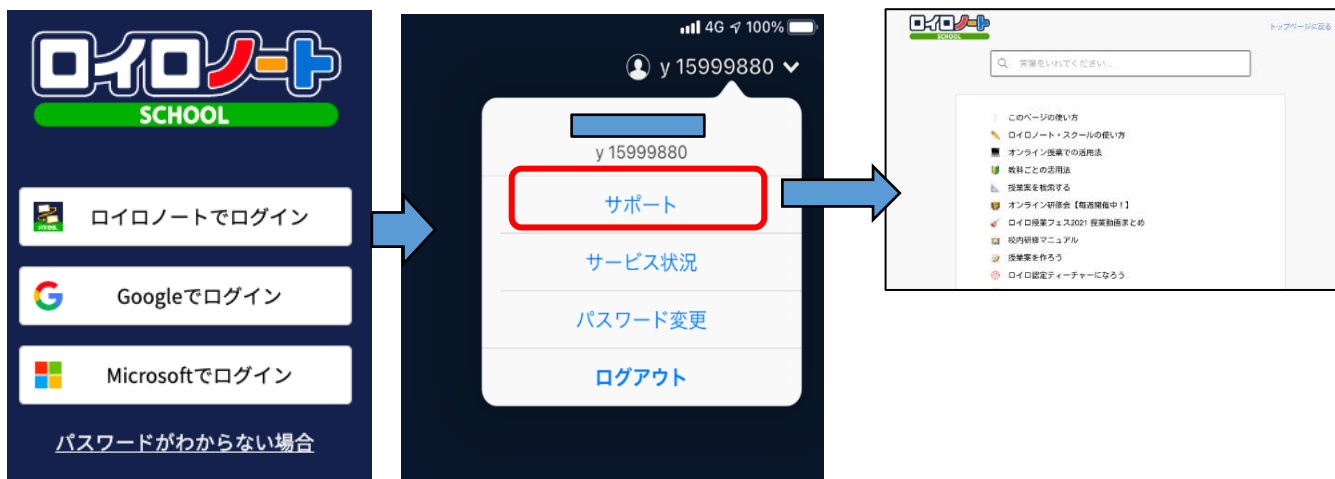 ロイロノート
SCHOOL
ロイロノートでログイン
Googleでログイン
Microsoftでログイン
パスワードがわからない場合
4G 100%
y 15999880
y 15999880
サポート
サービス状況
パスワード変更
ログアウト
ロイロノート
SCHOOL
トップページに戻る
言葉をいれてください...
このページの使い方
ロイロノート・スクールの使い方
オンライン授業での活用法
教科ごとの活用法
授業案を検索する
オンライン研修会【毎週開催中！】
ロイロ授業フェス2021 授業動画まとめ
校内研修マニュアル
授業案を作ろう
ロイロ認定ティーチャーになろう